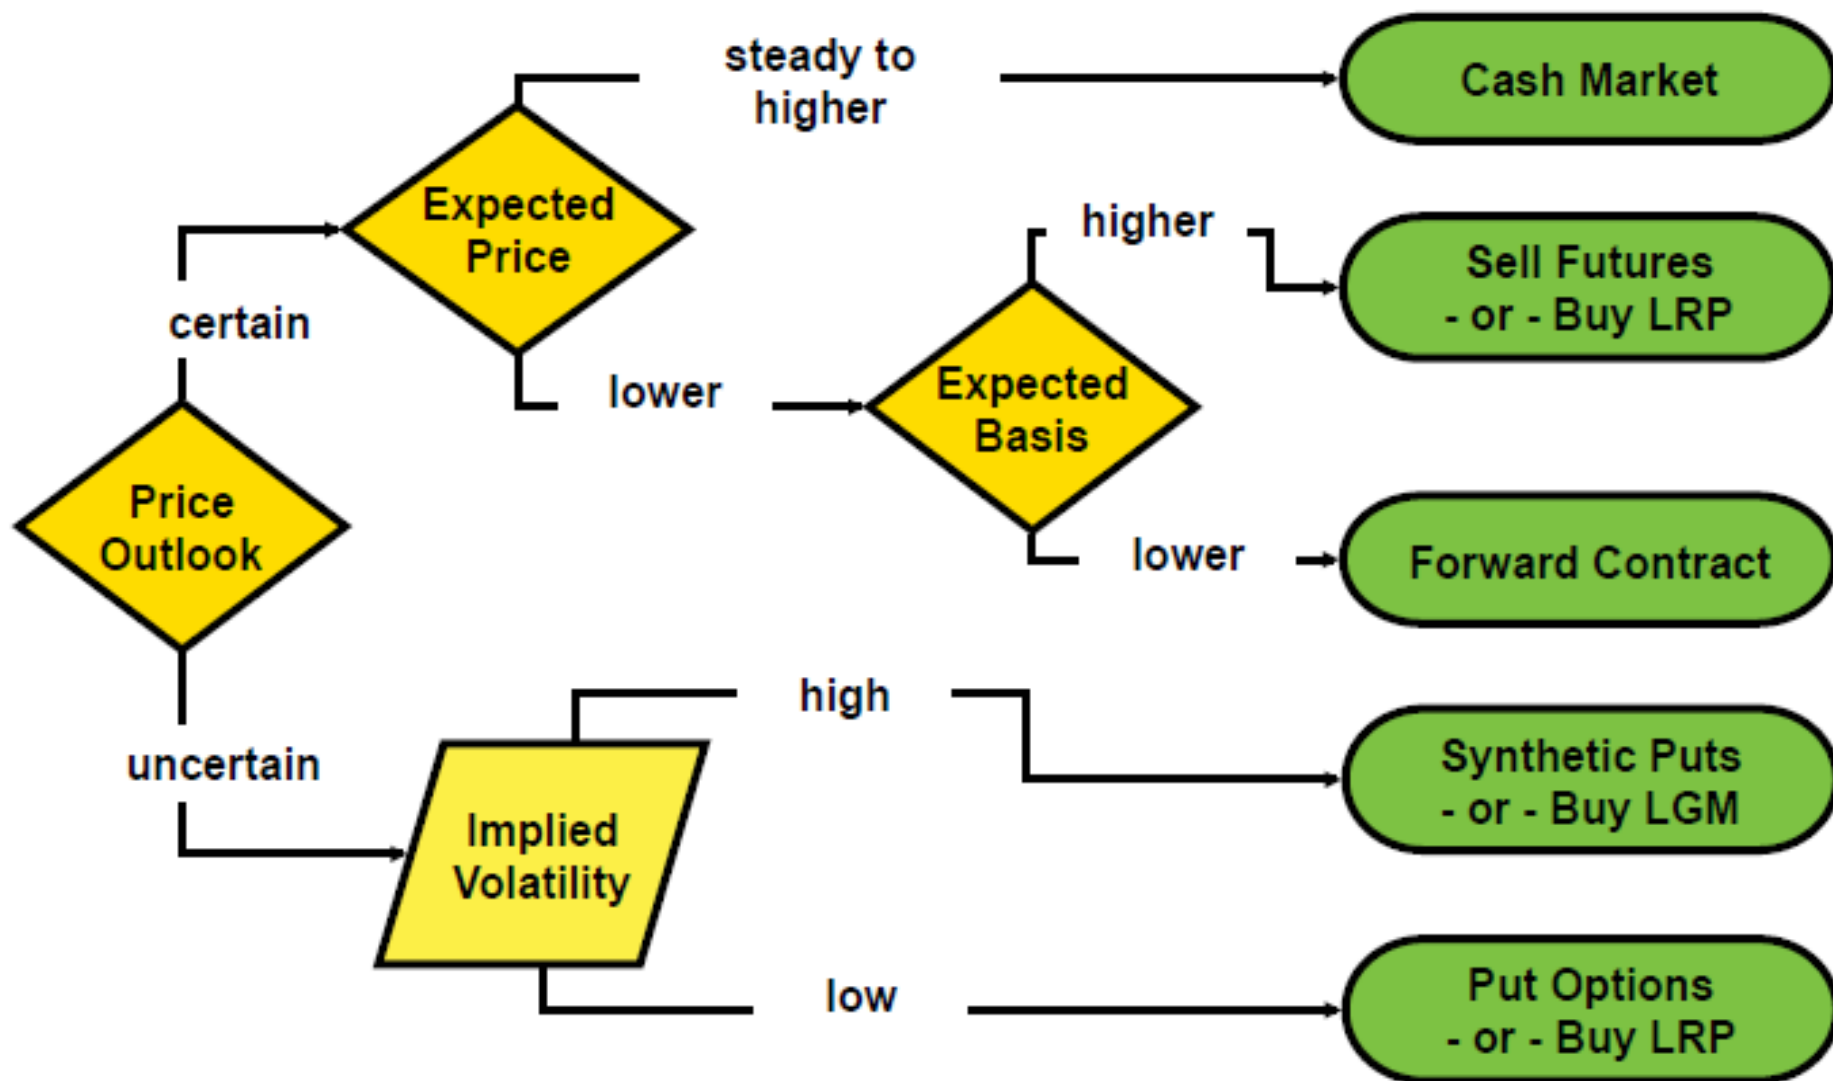 steady to
higher
Cash Market
Expected
Price
higher
Sell Futures
- or - Buy LRP
certain
lower
Expected
Basis
Price
Outlook
lower
Forward Contract
high
uncertain
Synthetic Puts
- or - Buy LGM
Implied
Volatility
low
Put Options
- or - Buy LRP